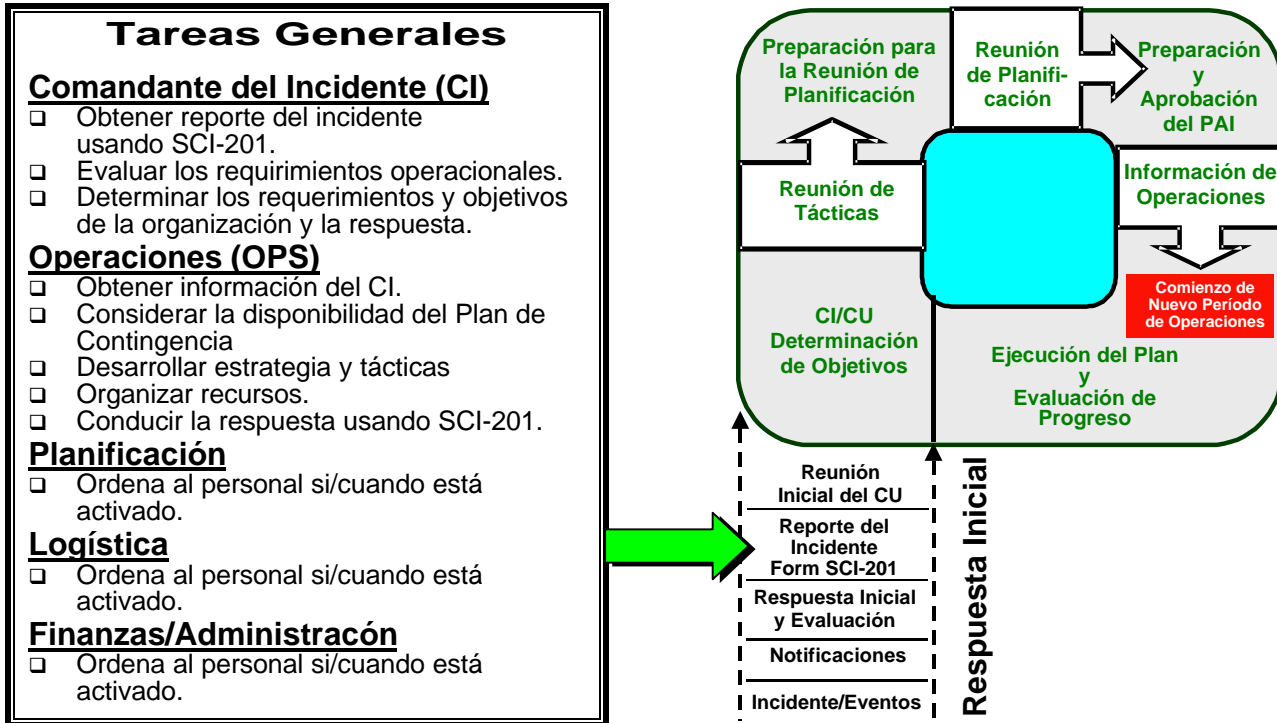 Tareas Generales
Comandante del Incidente (CI)
❑ Obtener reporte del incidente
usando SCI-201.
❑ Evaluar los requirimientos operacionales.
❑ Determinar los requerimientos y objetivos
de la organización y la respuesta.
Operaciones (OPS)
❑ Obtener información del CI.
❑ Considerar la disponibilidad del Plan de
Contingencia
❑ Desarrollar estrategia y tácticas
❑ Organizar recursos.
❑ Conducir la respuesta usando SCI-201.
Planificación
❑ Ordena al personal si/cuando está
activado.
Logística
❑ Ordena al personal si/cuando está
activado.
Finanzas/Administracón
❑ Ordena al personal si/cuando está
activado.
Preparación para
la Reunión de
Planificación
Reunión
de Planifi-
cación
Preparación
y
Aprobación
del PAI
Reunión de
Tácticas
Información de
Operaciones
Comienzo de
Nuevo Período
de Operaciones
CI/CU
Determinación
de Objetivos
Ejecución del Plan
y
Evaluación de
Progreso
Reunión
Inicial del CU
Reporte del
Incidente
Form SCI-201
Respuesta Inicial
y Evaluación
Notificaciones
Incidente/Eventos
Respuesta Inicial